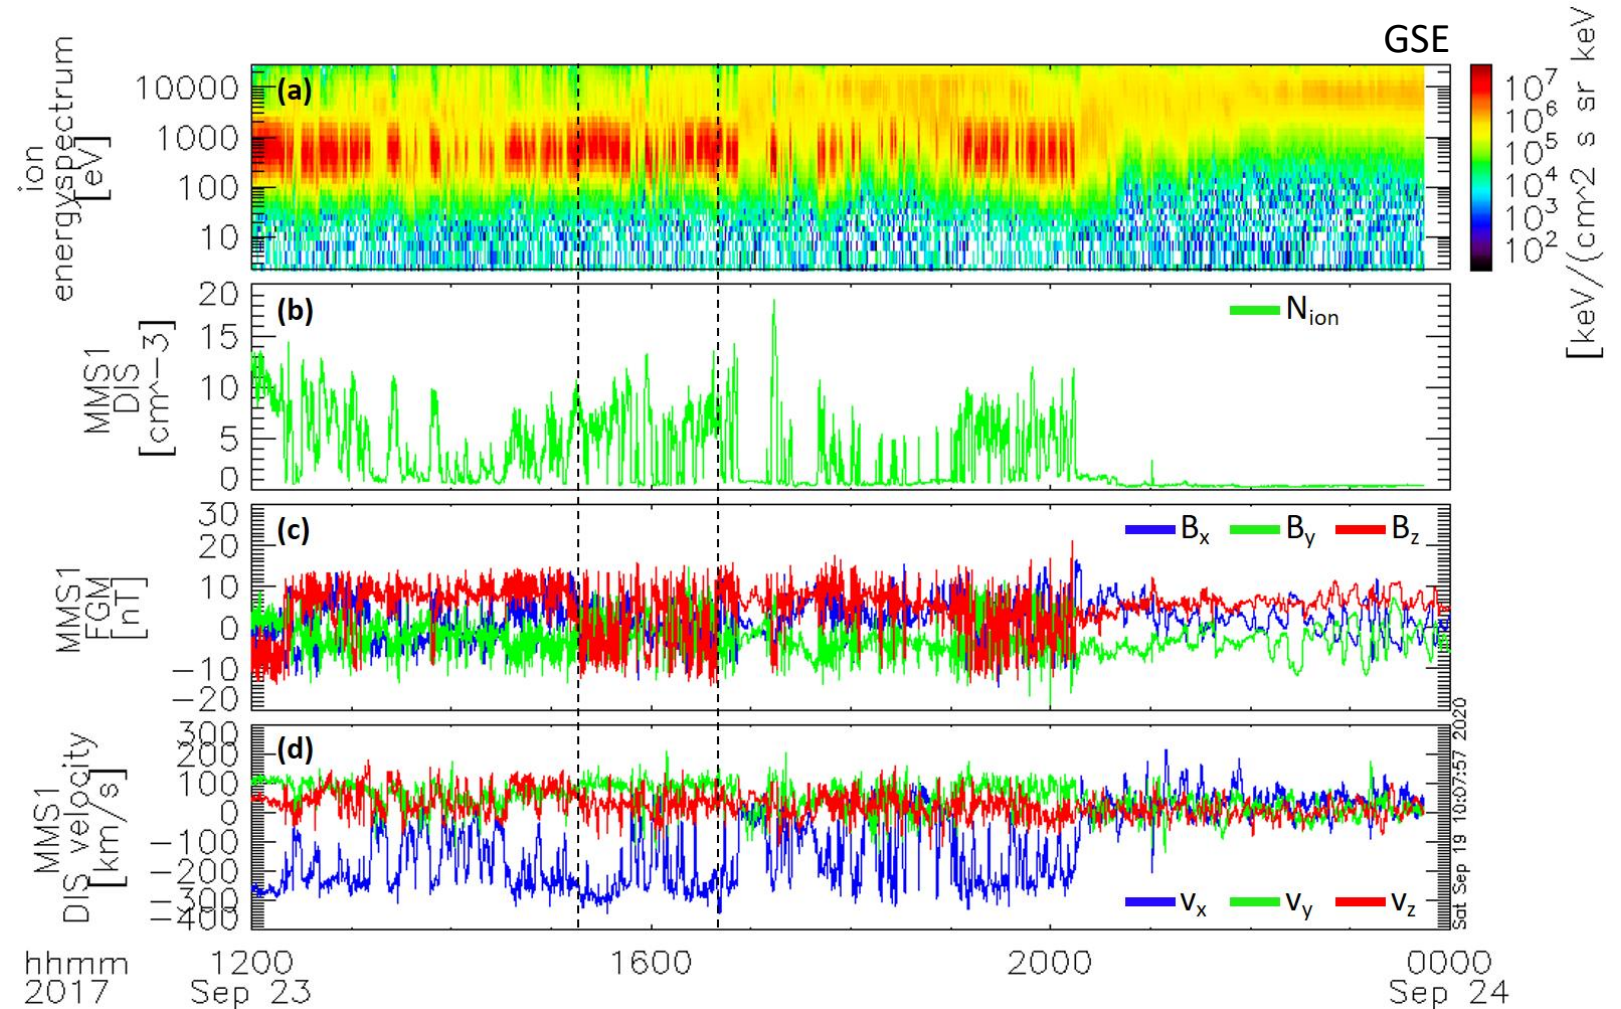 GSE
(a)
ion
energyspectrum
[eV]
10000
1000
100
10
10^7
10^6
10^5
10^4
10^3
10^2
[keV/(cm2 s sr keV
(b)
N_ion
MMS1
DIS
[cm^-3]
20
15
10
5
0
(c)
B_x B_y B_z
MMS1
FGM
[nT]
30
20
10
0
-10
-20
(d)
v_x v_y v_z
MMS1
DIS velocity
[km/s]
300
200
100
0
-100
-200
-300
-400
Sat Sep 19 10:07:57 2020
hhmm 1200 1600 2000 0000
2017 Sep 23 Sep 24